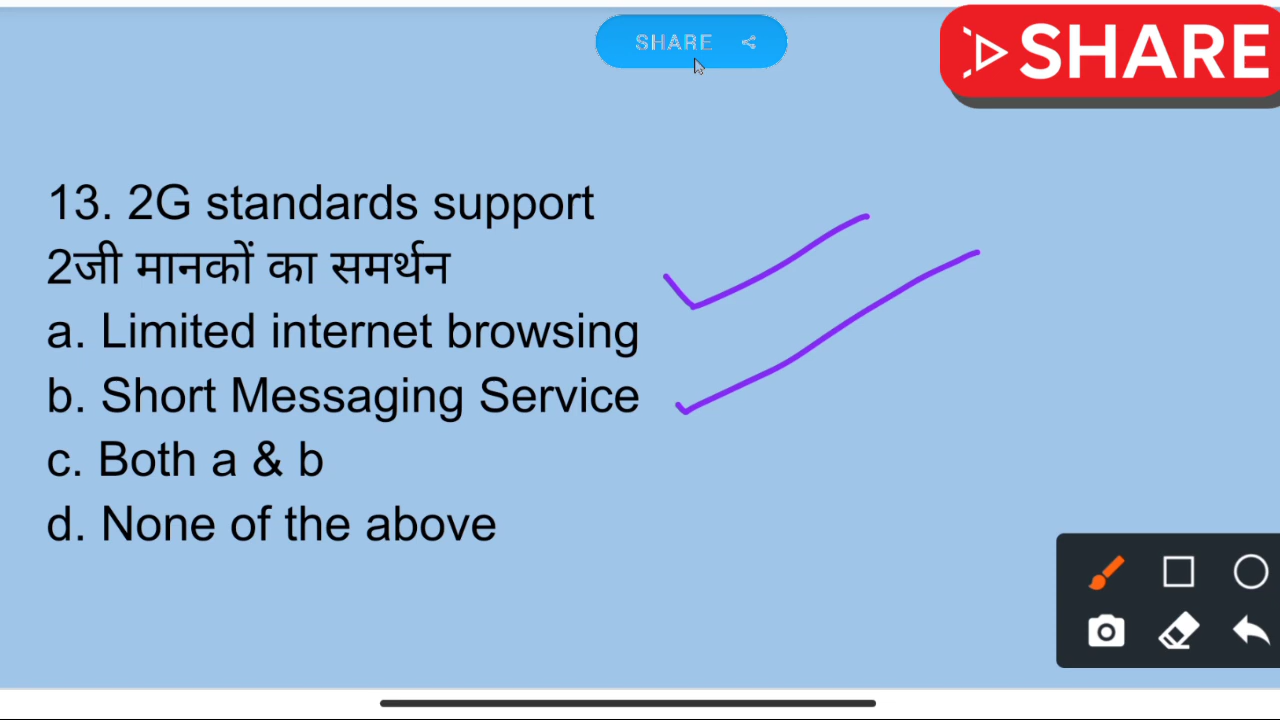 SHARE
SHARE
13. 2G standards support
2जी मानकों का समर्थन
a. Limited internet browsing
b. Short Messaging Service
c. Both a & b
d. None of the above